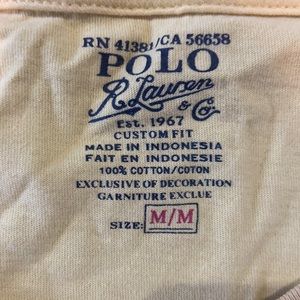 RN 41381/CA 56658
POLO
R. Lauren
& Co
Est. 1967
CUSTOM FIT
MADE IN INDONESIA
FAIT EN INDONESIE
100% COTTON/COTON
EXCLUSIVE OF DECORATION
GARNITURE EXCLUE
SIZE: M/M